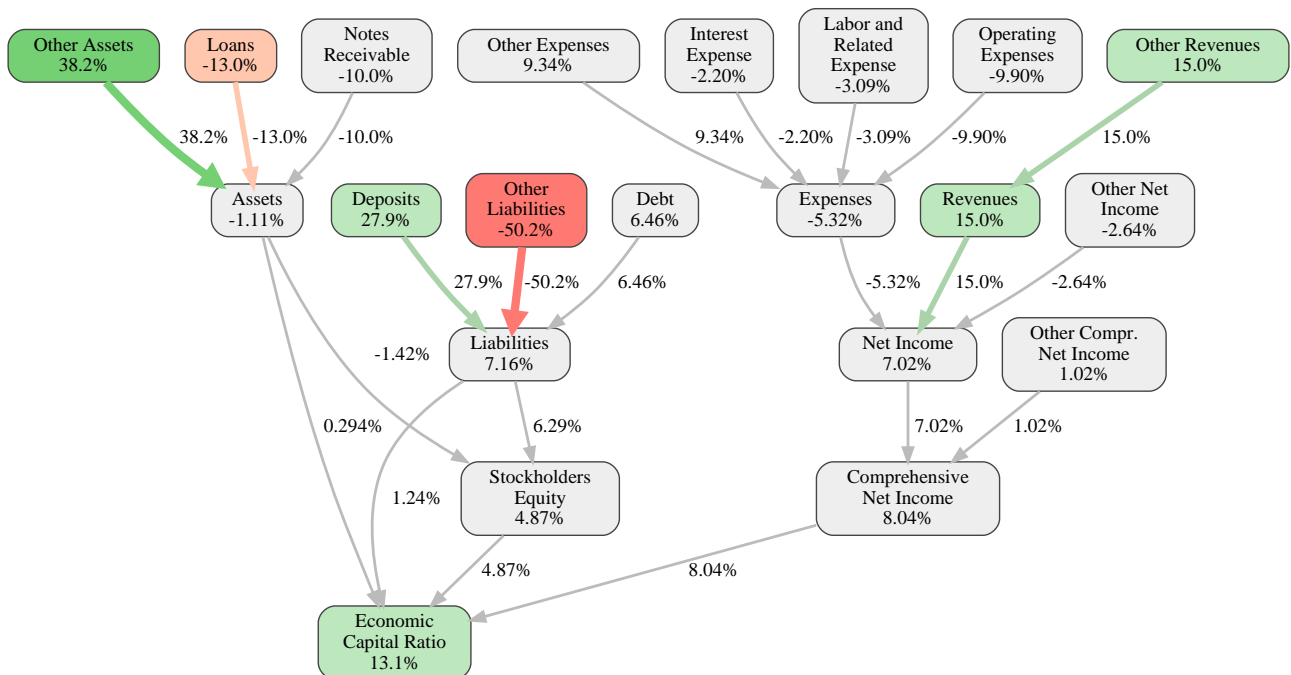 Other Assets
38.2%
Loans
-13.0%
Notes
Receivable
-10.0%
Other Expenses
9.34%
Interest
Expense
-2.20%
Labor and
Related
Expense
-3.09%
Operating
Expenses
-9.90%
Other Revenues
15.0%
38.2%
-13.0%
-10.0%
9.34%
-2.20%
-3.09%
-9.90%
15.0%
Assets
-1.11%
Deposits
27.9%
Other
Liabilities
-50.2%
Debt
6.46%
Expenses
-5.32%
Revenues
15.0%
Other Net
Income
-2.64%
27.9%
-50.2%
6.46%
-5.32%
15.0%
-2.64%
Liabilities
7.16%
Net Income
7.02%
Other Compr.
Net Income
1.02%
-1.42%
0.294%
6.29%
7.02%
1.02%
Stockholders
Equity
4.87%
Comprehensive
Net Income
8.04%
1.24%
4.87%
8.04%
Economic
Capital Ratio
13.1%